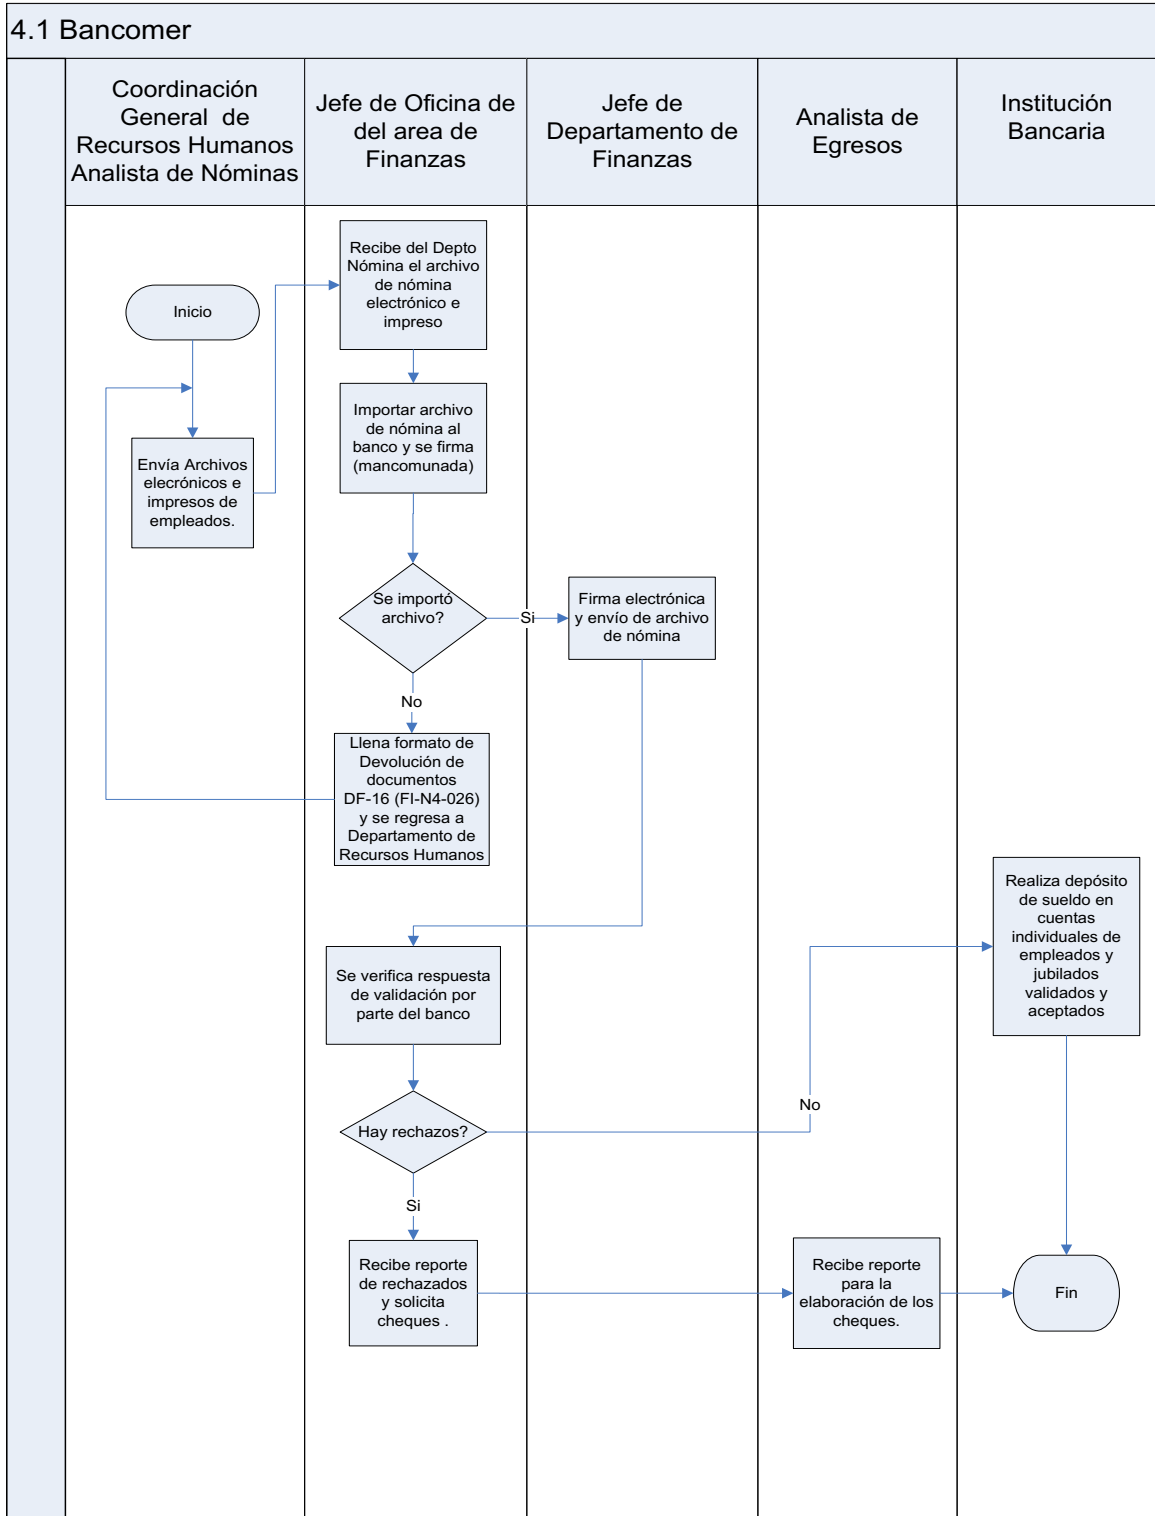 4.1 Bancomer
Coordinación
General de
Recursos Humanos
Analista de Nóminas
Jefe de Oficina de
del area de
Finanzas
Jefe de
Departamento de
Finanzas
Analista de
Egresos
Institución
Bancaria
Inicio
Envía Archivos
elecrónicos e
impresos de
empleados.
Recibe del Depto
Nómina el archivo
de nómina
electrónico e
impreso
Importar archivo
de nómina al
banco y se firma
(mancomunada)
Se importó
archivo?
Si
Firma electrónica
y envío de archivo
de nómina
No
Llena formato de
Devolución de
documentos
DF-16 (FI-N4-026)
y se regresa a
Departamento de
Recursos Humanos
Se verifica respuesta
de validación por
parte del banco
Hay rechazos?
No
Realiza depósito
de sueldo en
cuentas
individuales de
empleados y
jubilados
validados y
aceptados
Si
Recibe reporte
de rechazados
y solicita
cheques .
Recibe reporte
para la
elaboración de los
cheques.
Fin